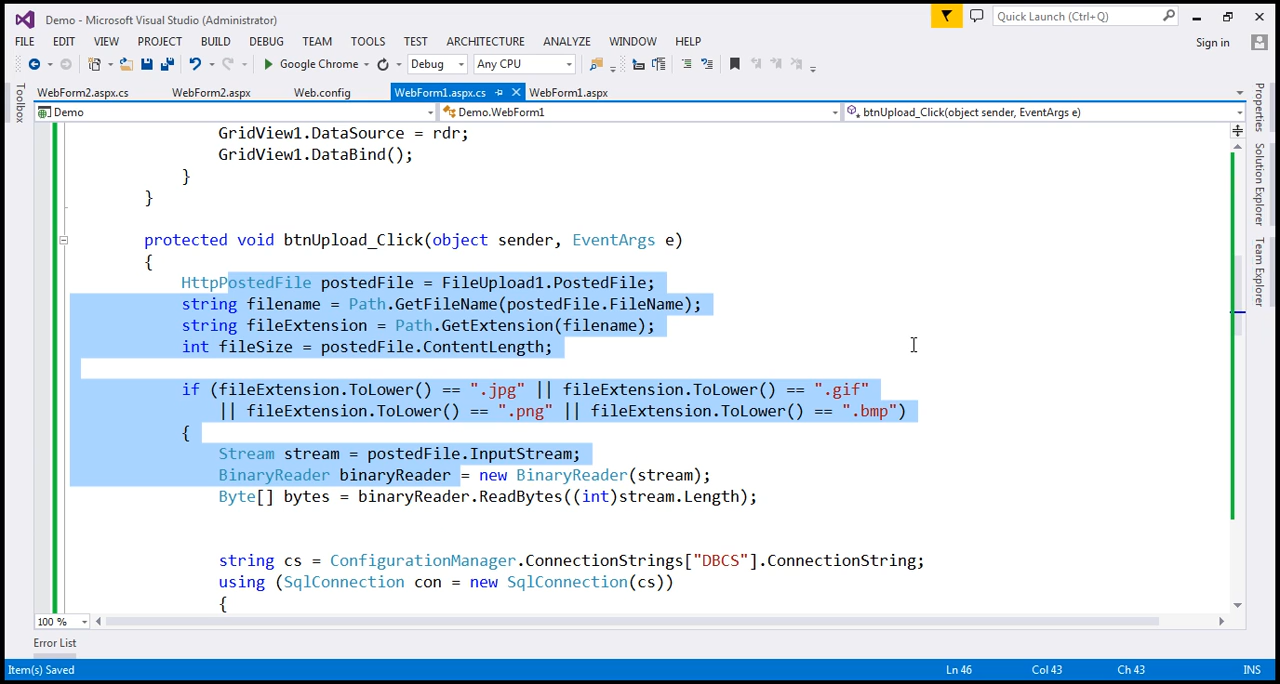 Demo - Microsoft Visual Studio (Administrator)
Quick Launch (Ctrl+Q)
FILE EDIT VIEW PROJECT BUILD DEBUG TEAM TOOLS TEST ARCHITECTURE ANALYZE WINDOW HELP
Sign in
Google Chrome Debug Any CPU
Toolbox
WebForm2.aspx.cs WebForm2.aspx Web.config WebForm1.aspx.cs WebForm1.aspx
Demo Demo.WebForm1 btnUpload_Click(object sender, EventArgs e)
Properties
Solution Explorer
Team Explorer
GridView1.DataSource = rdr;
GridView1.DataBind();
}
}
protected void btnUpload_Click(object sender, EventArgs e)
{
HttpPostedFile postedFile = FileUpload1.PostedFile;
string filename = Path.GetFileName(postedFile.FileName);
string fileExtension = Path.GetExtension(filename);
int fileSize = postedFile.ContentLength;
if (fileExtension.ToLower() == ".jpg" || fileExtension.ToLower() == ".gif"
|| fileExtension.ToLower() == ".png" || fileExtension.ToLower() == ".bmp")
{
Stream stream = postedFile.InputStream;
BinaryReader binaryReader = new BinaryReader(stream);
Byte[] bytes = binaryReader.ReadBytes((int)stream.Length);
string cs = ConfigurationManager.ConnectionStrings["DBCS"].ConnectionString;
using (SqlConnection con = new SqlConnection(cs))
{
100 %
Error List
Item(s) Saved Ln 46 Col 43 Ch 43 INS